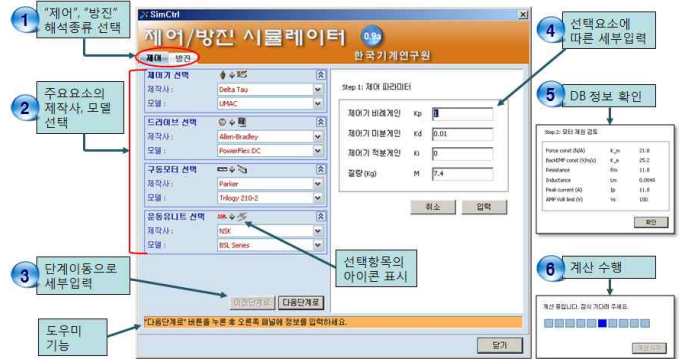 1
"제어", "방진"
해석종류 선택
SimCtrl
제어/방진 시뮬레이터 0.9a
한국기계연구원
제어 방진
2
주요요소의
제작사, 모델
선택
제어기 선택
제작사: Delta Tau
모델: UMAC
드라이브 선택
제작사: Allen-Bradley
모델: PowerFlex DC
구동모터 선택
제작사: Parker
모델: Trilogy 210-2
운동유니트 선택
제작사: NSK
모델: BSL Series
3
단계이동으로
세부입력
이전단계로 다음단계로
선택항목의
아이콘 표시
도우미
기능
"다음단계로" 버튼을 누른 후 오른쪽 패널에 정보를 입력하세요.
닫기
Step 1: 제어 파라미터
제어기 비례게인 Kp 1
제어기 미분게인 Kd 0.01
제어기 적분게인 Ki 0
질량(Kg) M 7.4
취소 입력
4
선택요소에
따른 세부입력
5
DB 정보 확인
Step 2: 모터 제원 검토
Force const (N/A) K_m 21.8
BackEMF const (V/m/s) K_e 25.2
Resistance Rm 11.8
Inductance Lm 0.0048
Peak current (A) Ip 11.8
AMP Volt limit (V) Vs 100
확인
6
계산 수행
계산 중입니다. 잠시 기다려 주세요.